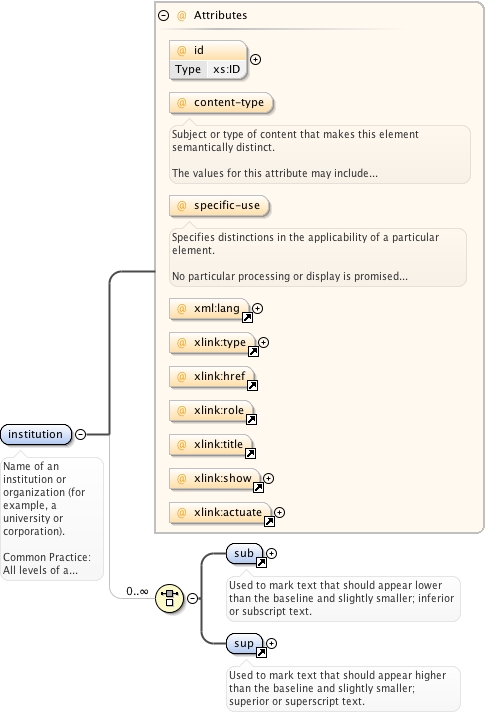 Attributes
@ id
Type xs:ID
@ content-type
Subject or type of content that makes this element
semantically distinct.
The values for this attribute may include...
@ specific-use
Specifies distinctions in the applicability of a particular
element.
No particular processing or display is promised...
@ xml:lang
@ xlink:type
@ xlink:href
@ xlink:role
@ xlink:title
@ xlink:show
@ xlink:actuate
institution
Name of an
institution or
organization (for
example, a
university or
corporation).
Common Practice:
All levels of a...
0..∞
sub
Used to mark text that should appear lower
than the baseline and slightly smaller; inferior
or subscript text.
sup
Used to mark text that should appear higher
than the baseline and slightly smaller;
superior or superscript text.